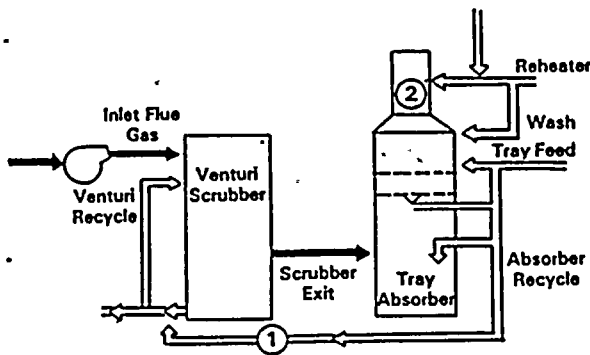 Reheater
2
Inlet Flue
Gas
Wash
Tray Feed
Venturi
Scrubber
Venturi
Recycle
Absorber
Recycle
Scrubber
Exit
Tray
Absorber
1